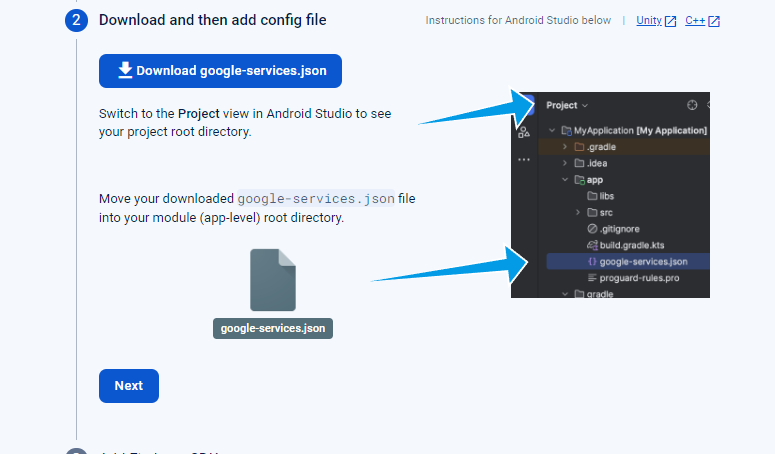 2 Download and then add config file
Instructions for Android Studio below | Unity C++
Download google-services.json
Switch to the Project view in Android Studio to see
your project root directory.
Move your downloaded google-services.json file
into your module (app-level) root directory.
google-services.json
Next
Project
MyApplication [My Application]
.gradle
.idea
app
libs
src
.gitignore
build.gradle.kts
{} google-services.json
proguard-rules.pro
gradle